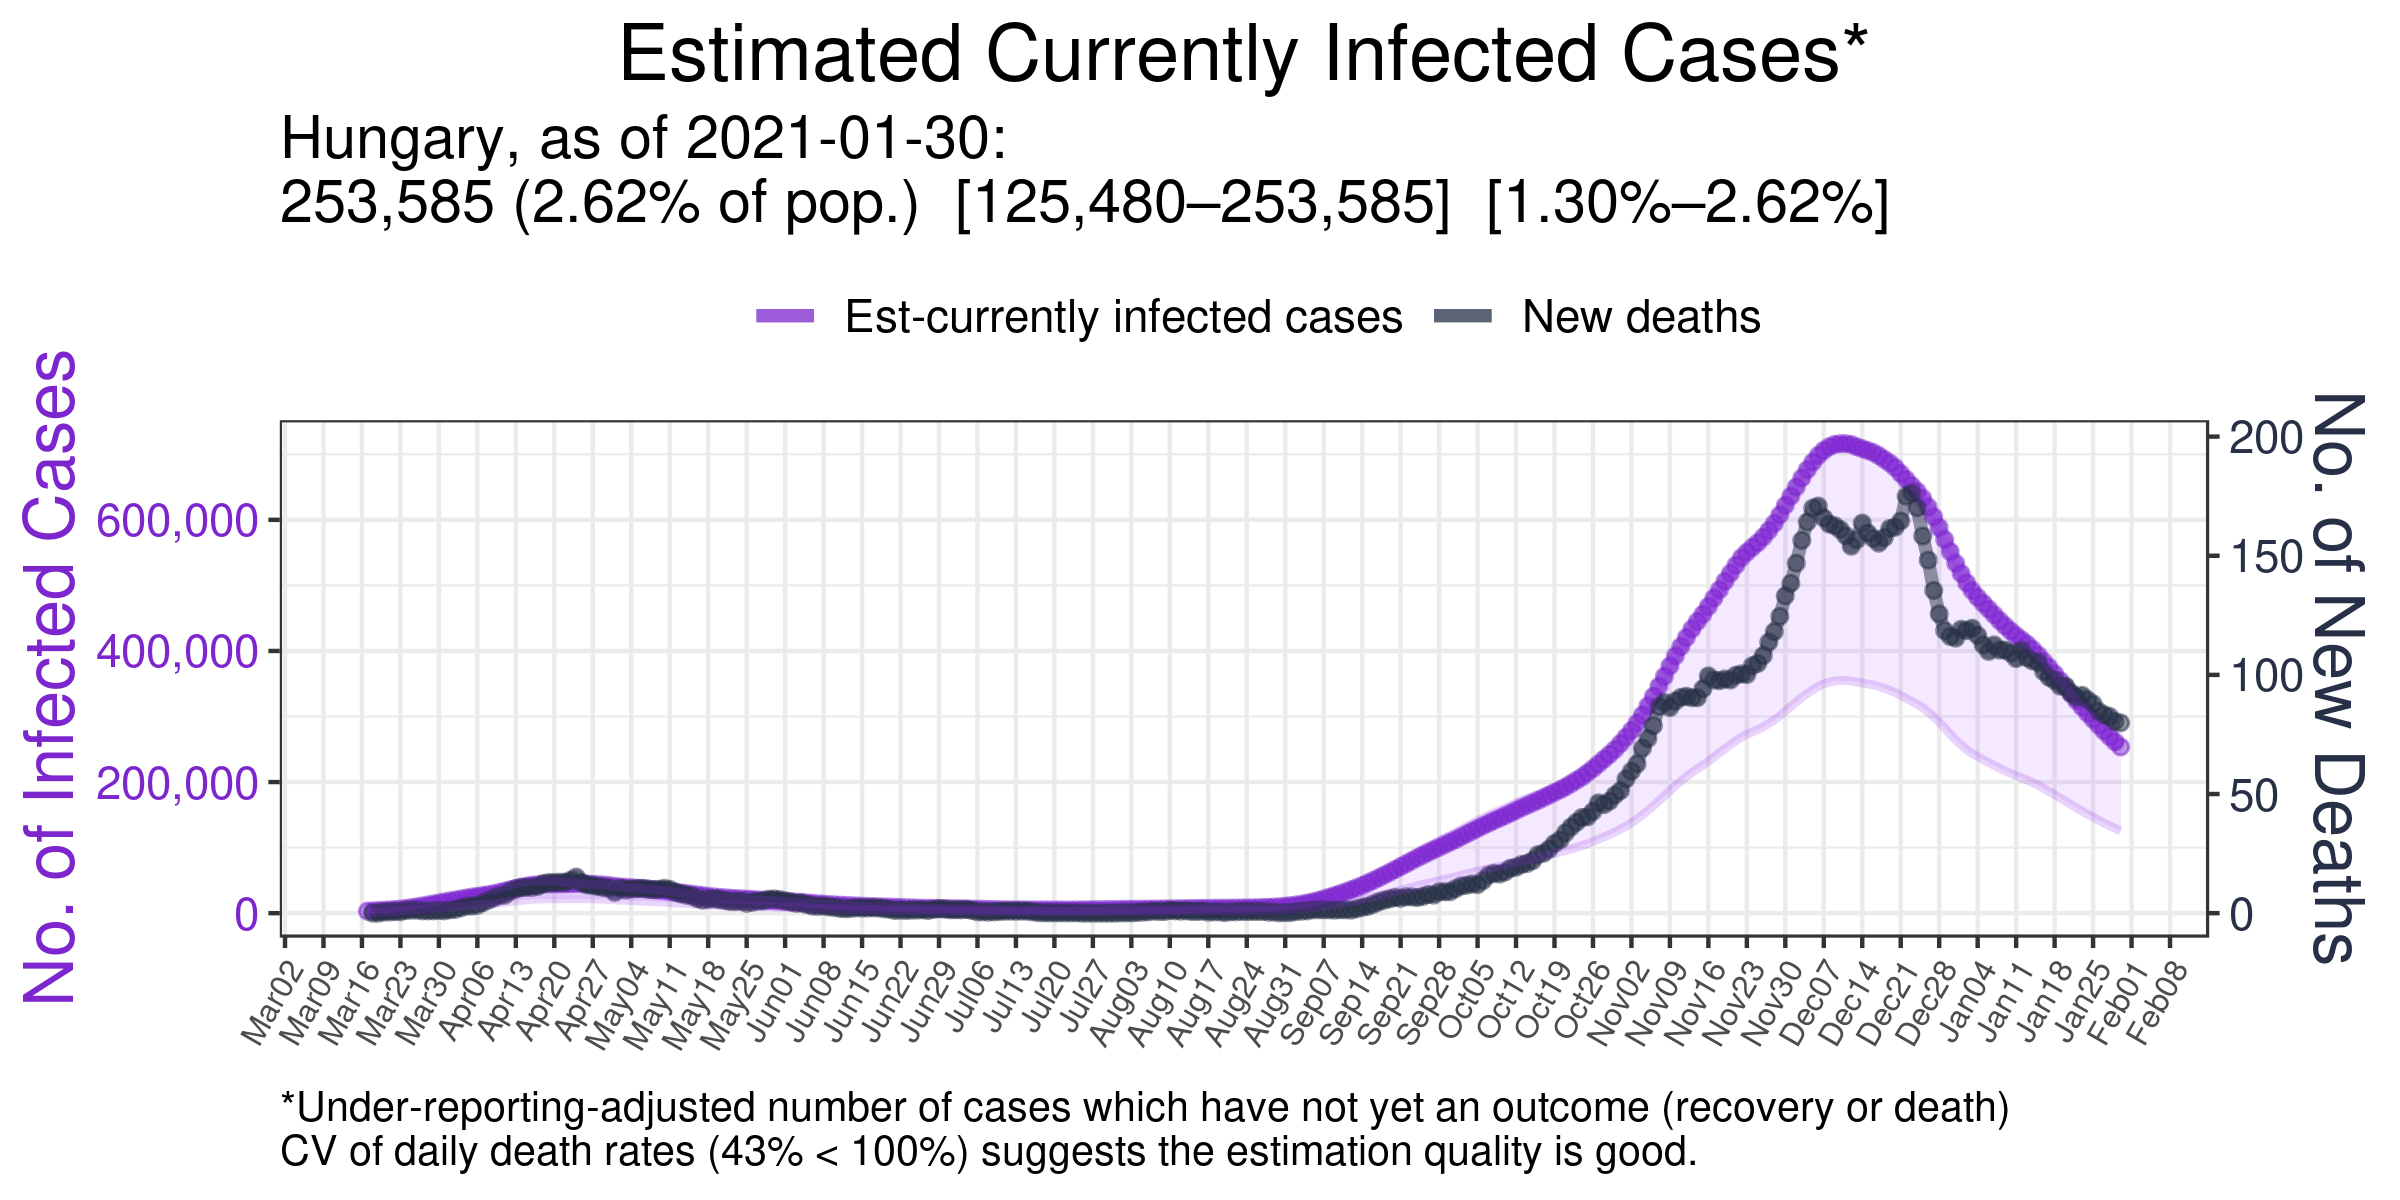 Estimated Currently Infected Cases*
Hungary, as of 2021-01-30:
253,585 (2.62% of pop.)  [125,480–253,585]  [1.30%–2.62%]
Est-currently infected cases
New deaths
No. of Infected Cases
600,000
400,000
200,000
0
200
150
100
50
0
No. of New Deaths
Mar02
Mar09
Mar16
Mar23
Mar30
Apr06
Apr13
Apr20
Apr27
May04
May11
May18
May25
Jun01
Jun08
Jun15
Jun22
Jun29
Jul06
Jul13
Jul20
Jul27
Aug03
Aug10
Aug17
Aug24
Aug31
Sep07
Sep14
Sep21
Sep28
Oct05
Oct12
Oct19
Oct26
Nov02
Nov09
Nov16
Nov23
Nov30
Dec07
Dec14
Dec21
Dec28
Jan04
Jan11
Jan18
Jan25
Feb01
Feb08
*Under-reporting-adjusted number of cases which have not yet an outcome (recovery or death)
CV of daily death rates (43% < 100%) suggests the estimation quality is good.